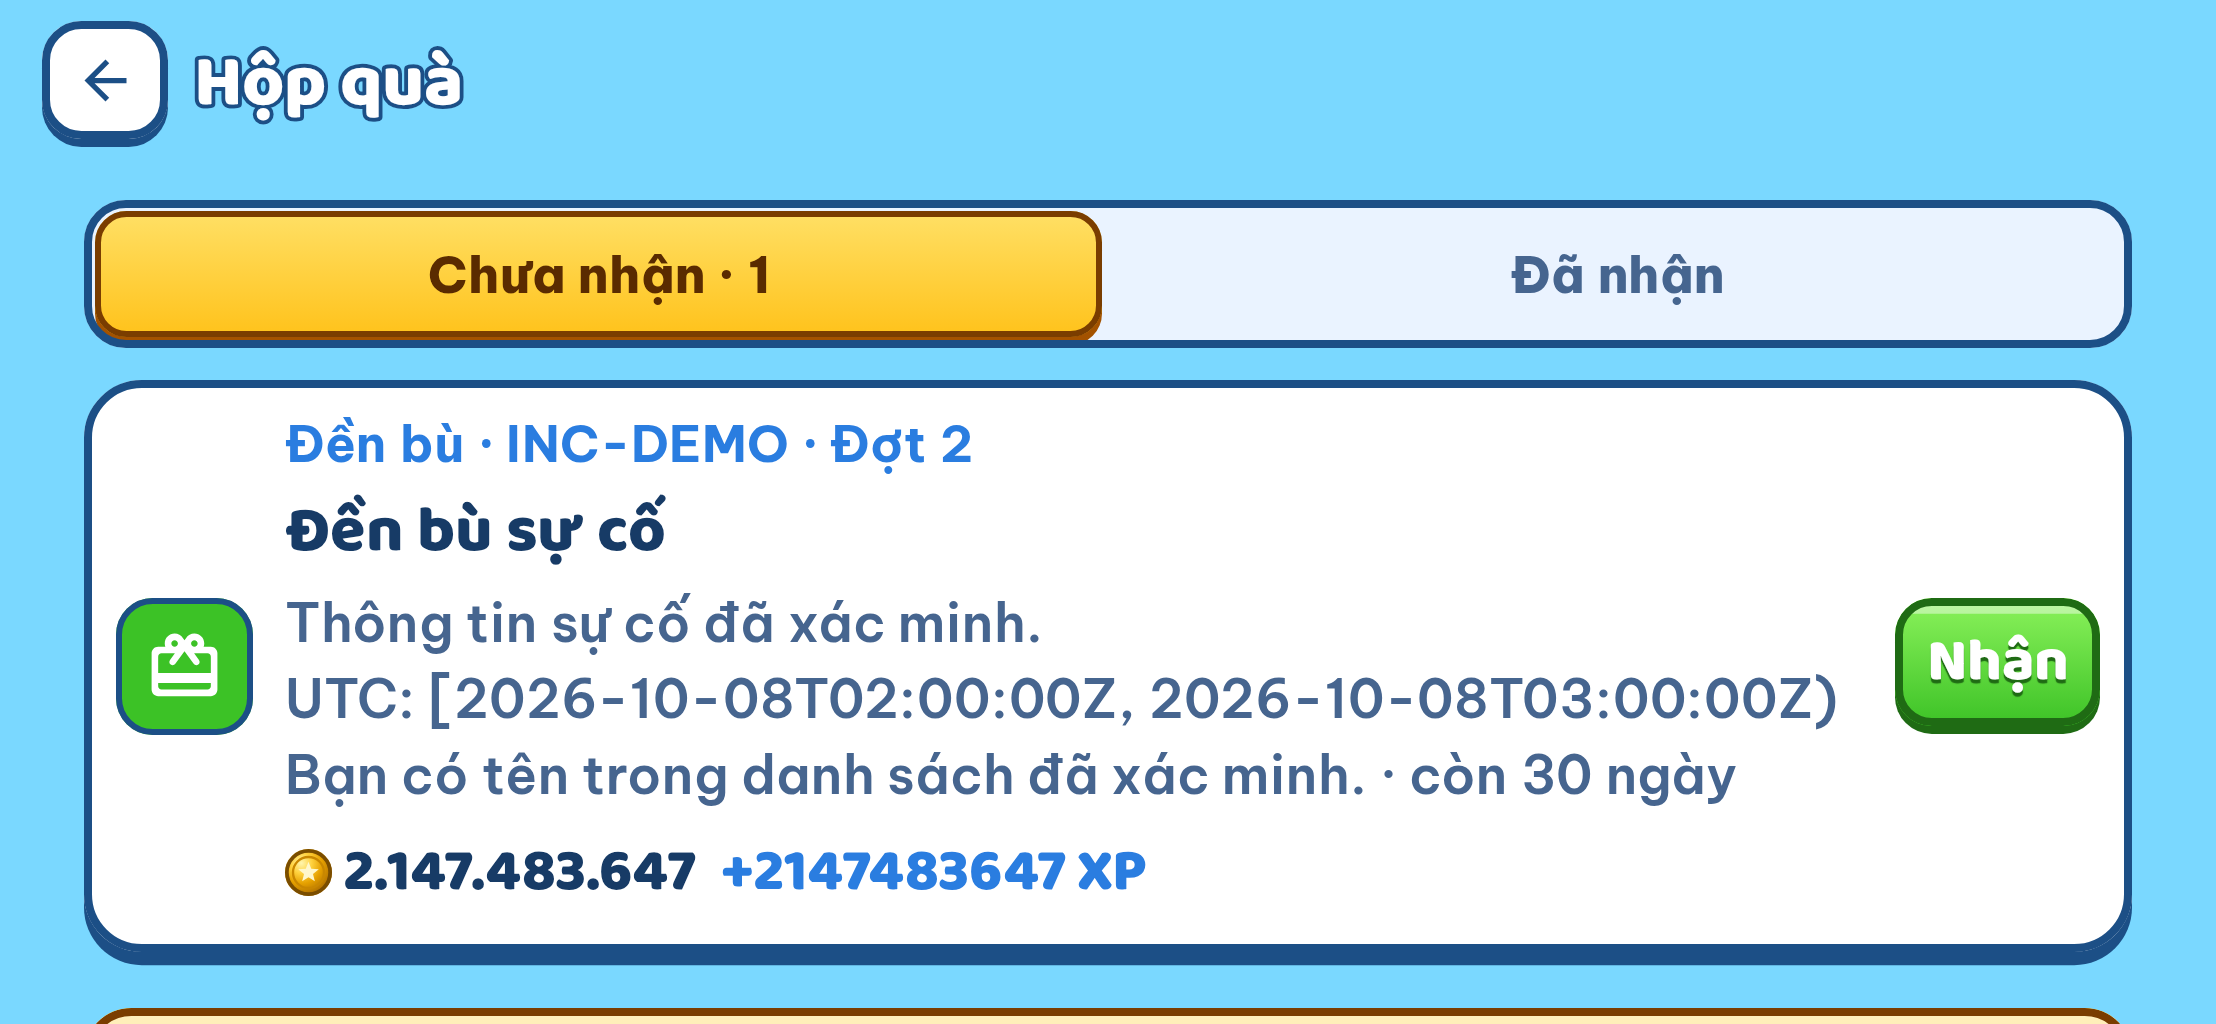 Hộp quà
Chưa nhận · 1
Đã nhận
Đền bù · INC-DEMO · Đợt 2
Đền bù sự cố
Thông tin sự cố đã xác minh.
UTC: [2026-10-08T02:00:00Z, 2026-10-08T03:00:00Z)
Bạn có tên trong danh sách đã xác minh. · còn 30 ngày
2.147.483.647 +2147483647 XP
Nhận